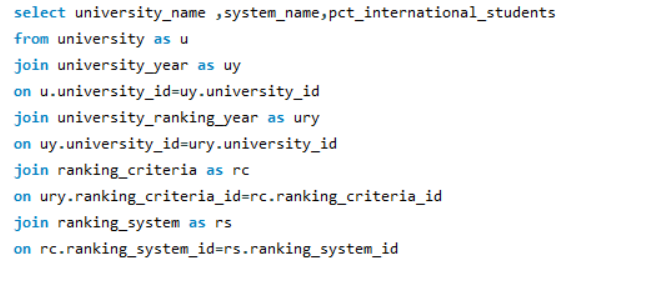 select university_name ,system_name,pct_international_students
from university as u
join university_year as uy
on u.university_id=uy.university_id
join university_ranking_year as ury
on uy.university_id=ury.university_id
join ranking_criteria as rc
on ury.ranking_criteria_id=rc.ranking_criteria_id
join ranking_system as rs
on rc.ranking_system_id=rs.ranking_system_id